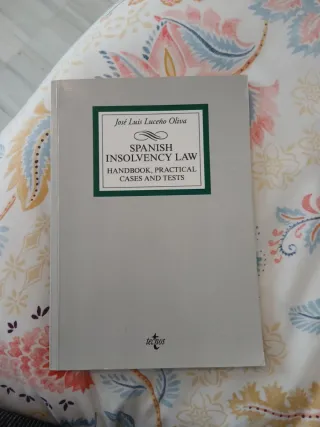 José Luis Luceño Oliva
SPANISH
INSOLVENCY LAW
HANDBOOK, PRACTICAL
CASES AND TESTS
tecnos